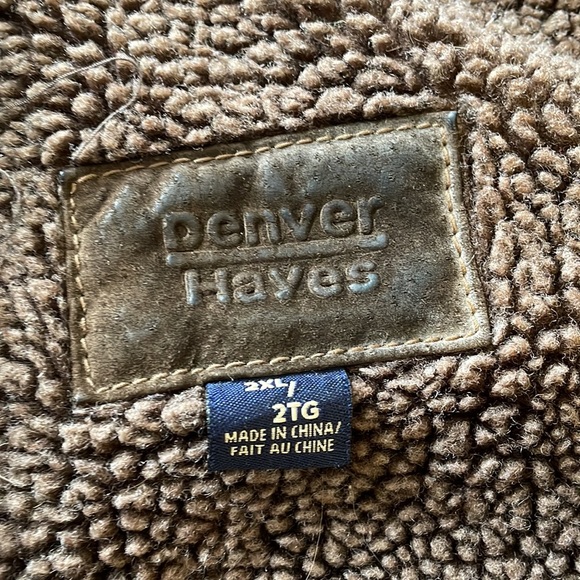 Denver
Hayes
2XL/
2TG
MADE IN CHINA/
FAIT AU CHINE